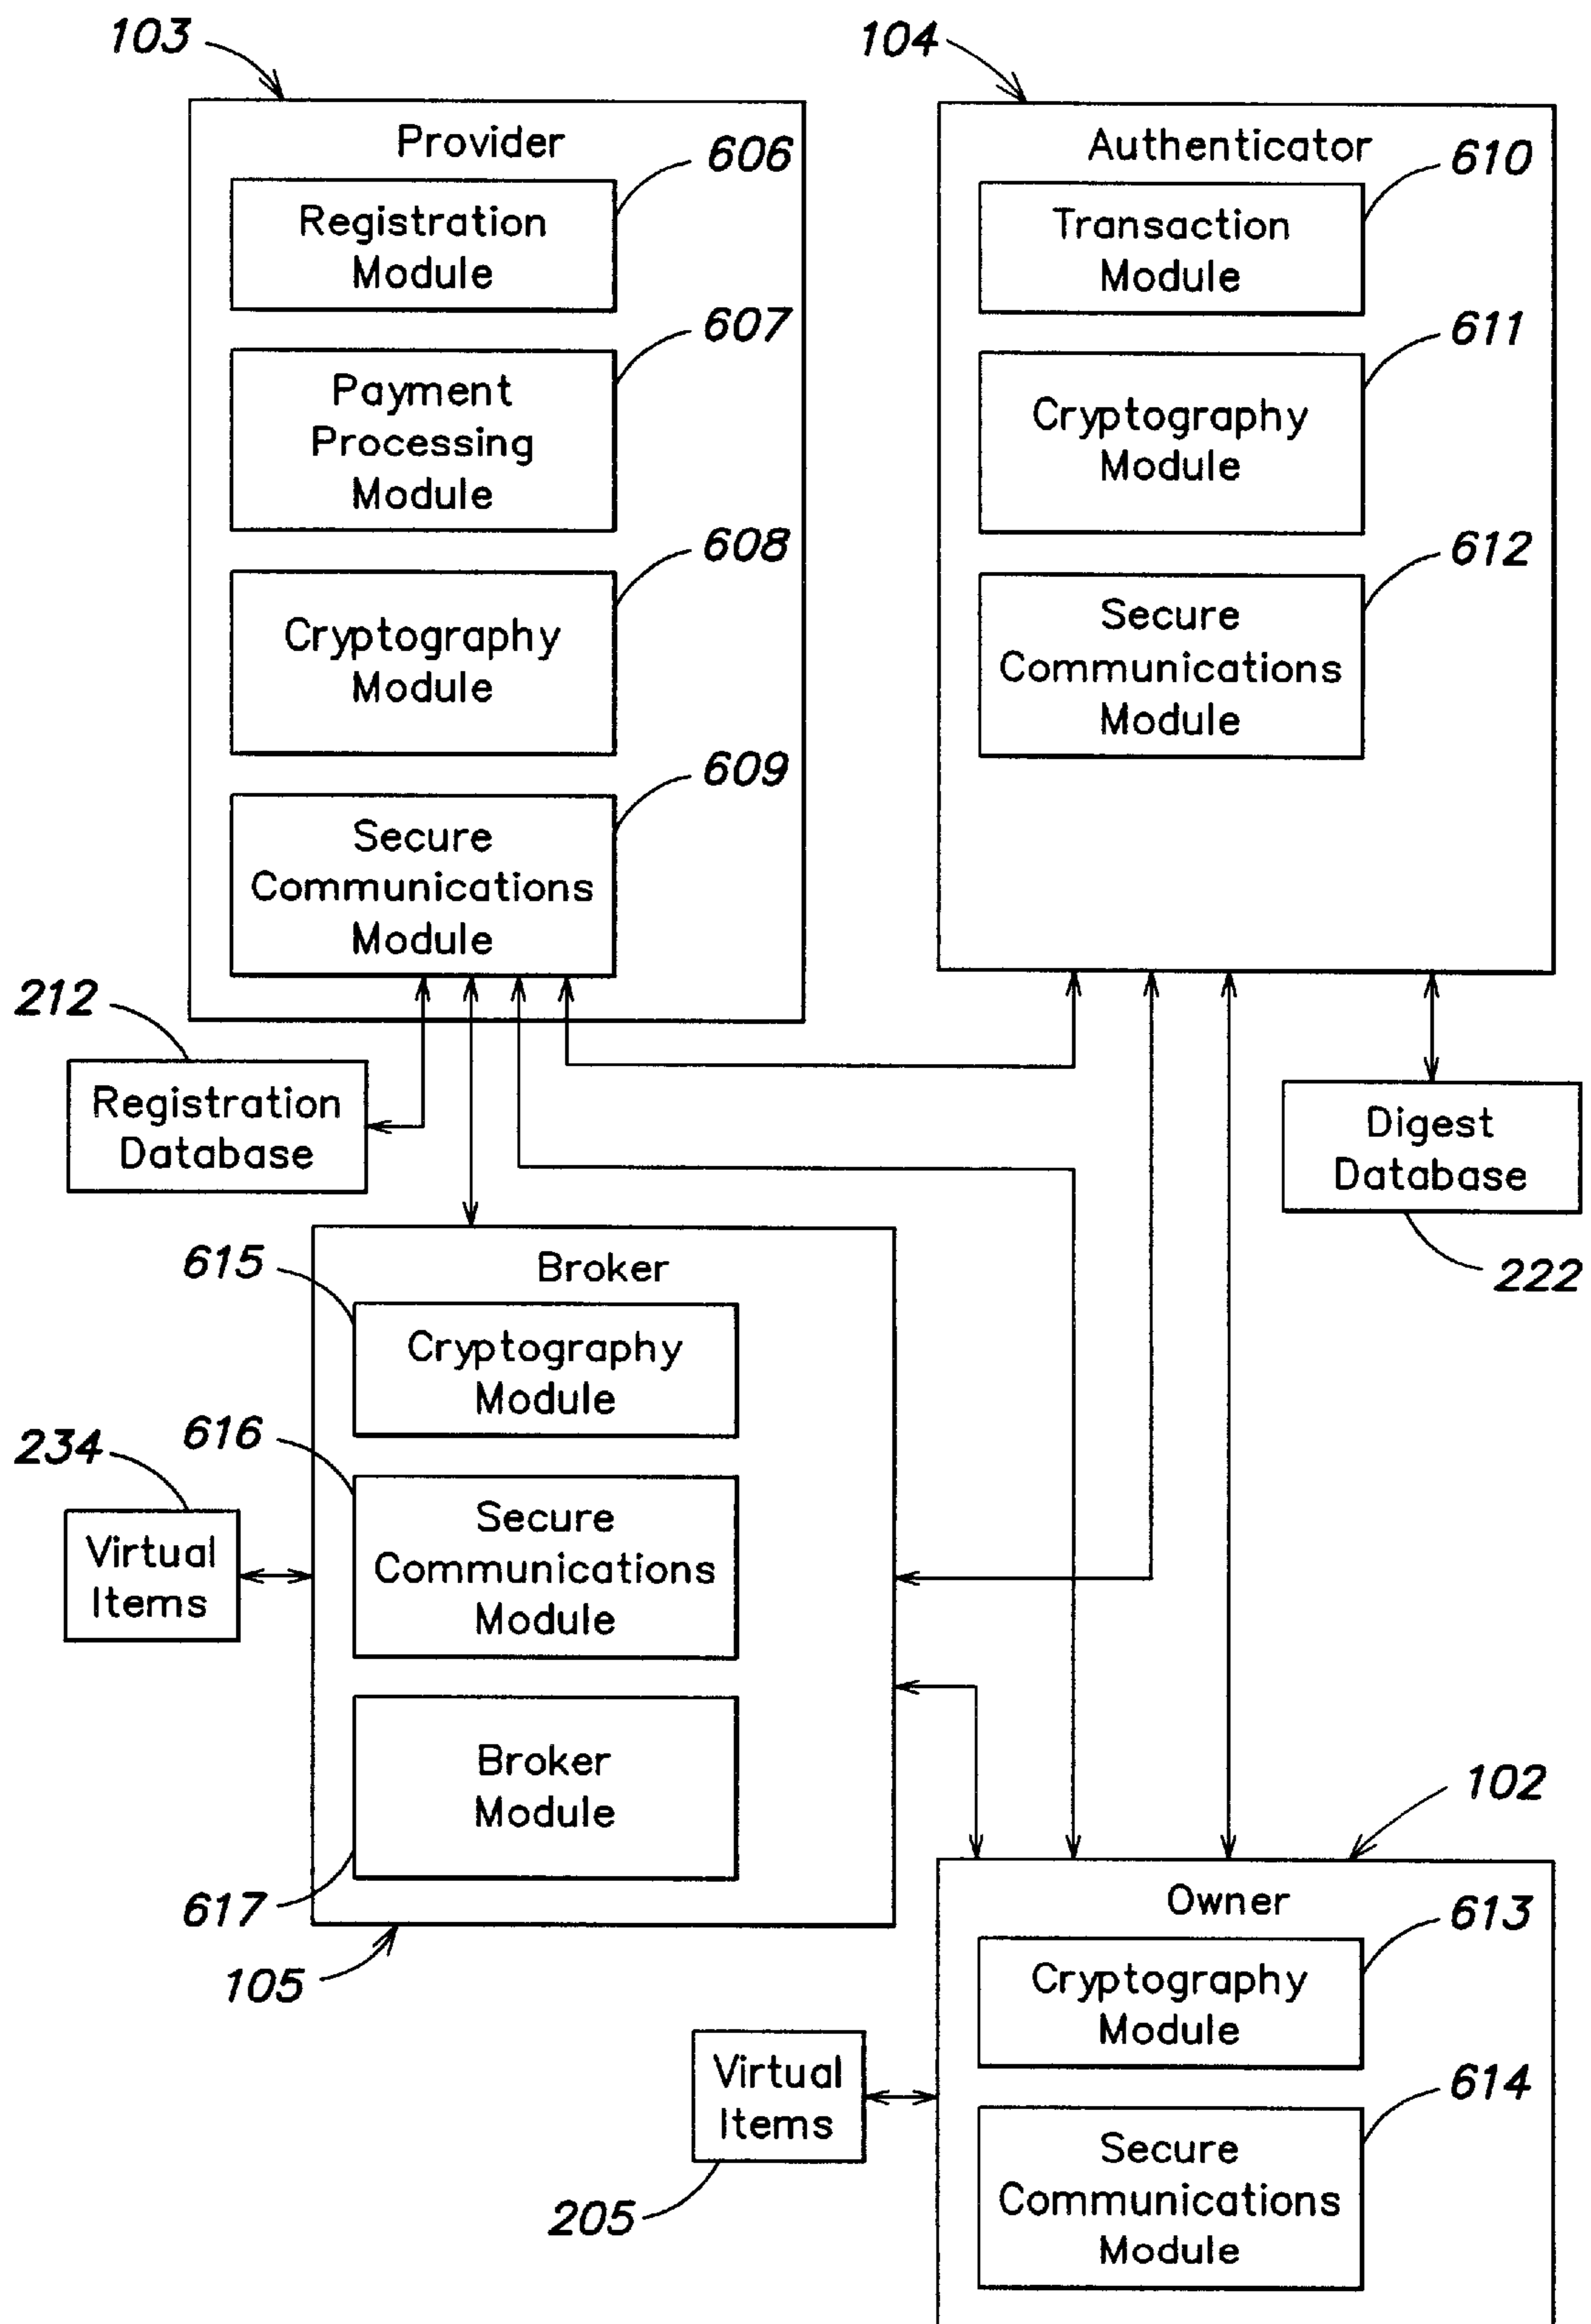 103
Provider
606
Registration
Module
607
Payment
Processing
Module
608
Cryptography
Module
609
Secure
Communications
Module
104
Authenticator
610
Transaction
Module
611
Cryptography
Module
612
Secure
Communications
Module
212
Registration
Database
Digest
Database
222
Broker
615
Cryptography
Module
616
Secure
Communications
Module
234
Virtual
Items
Broker
Module
617
105
102
Owner
613
Cryptography
Module
614
Secure
Communications
Module
Virtual
Items
205